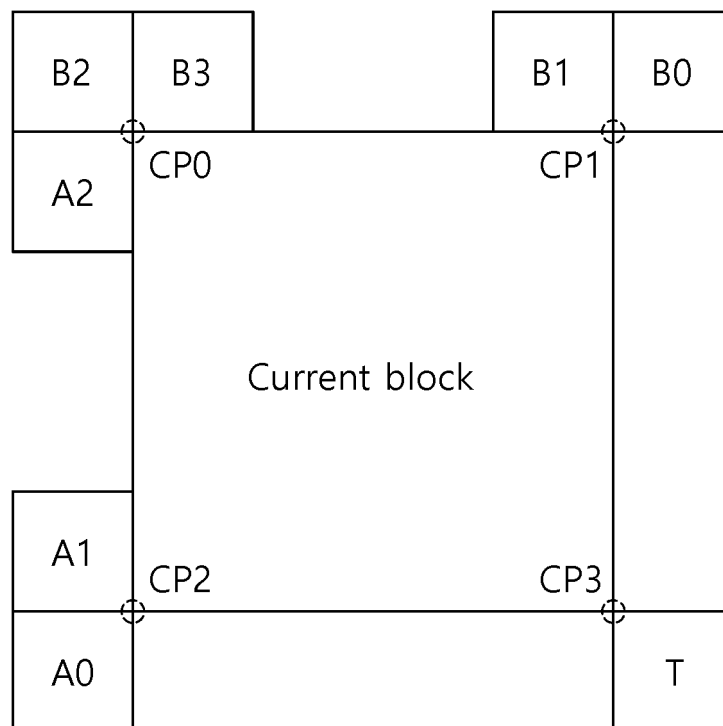 B2 B3 B1 B0
CP0 CP1
A2
Current block
A1
CP2 CP3
A0 T